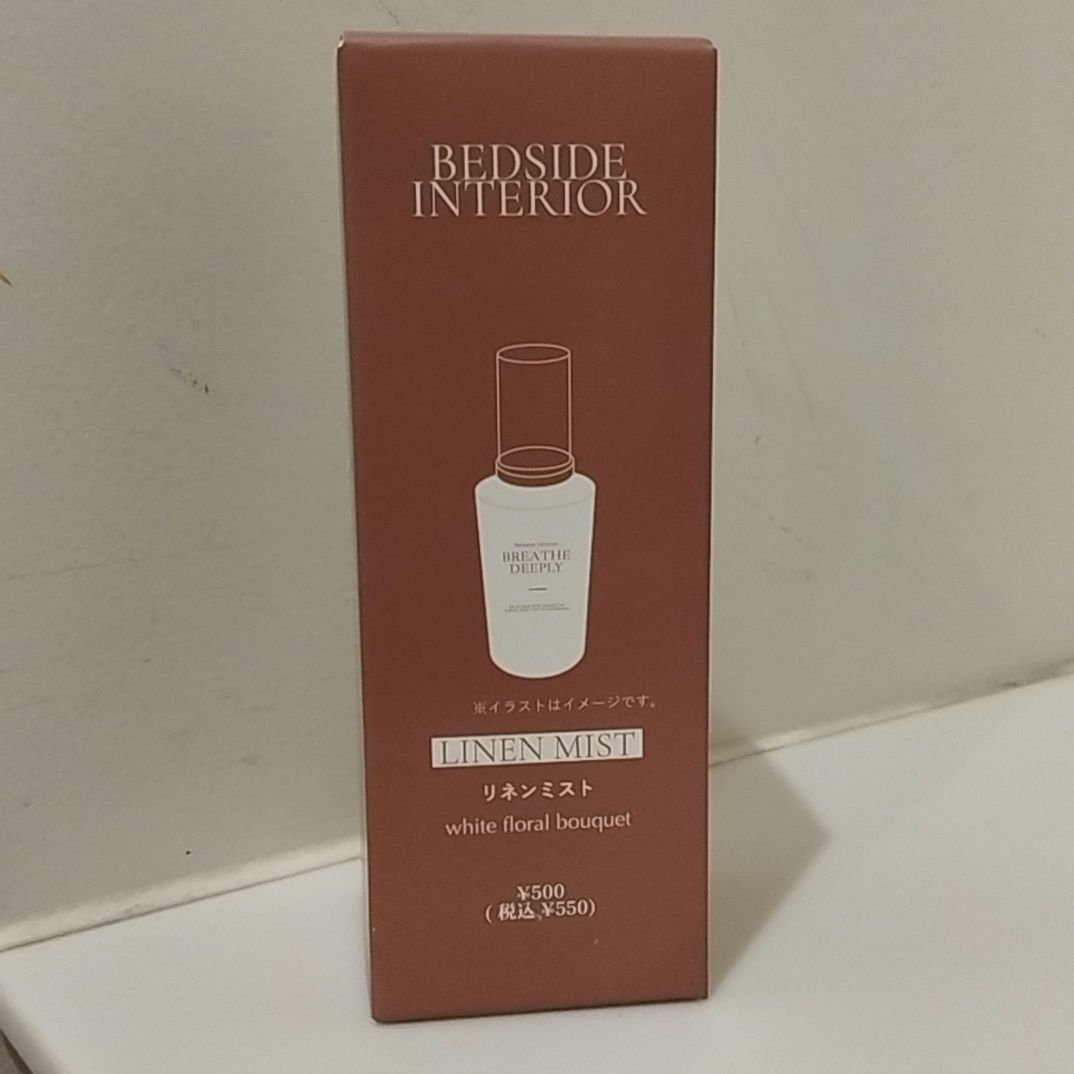 BEDSIDE
INTERIOR
BREATHE
DEEPLY
※イラストはイメージです。
LINEN MIST
リネンミスト
white floral bouquet
¥500
(税込 ¥550)